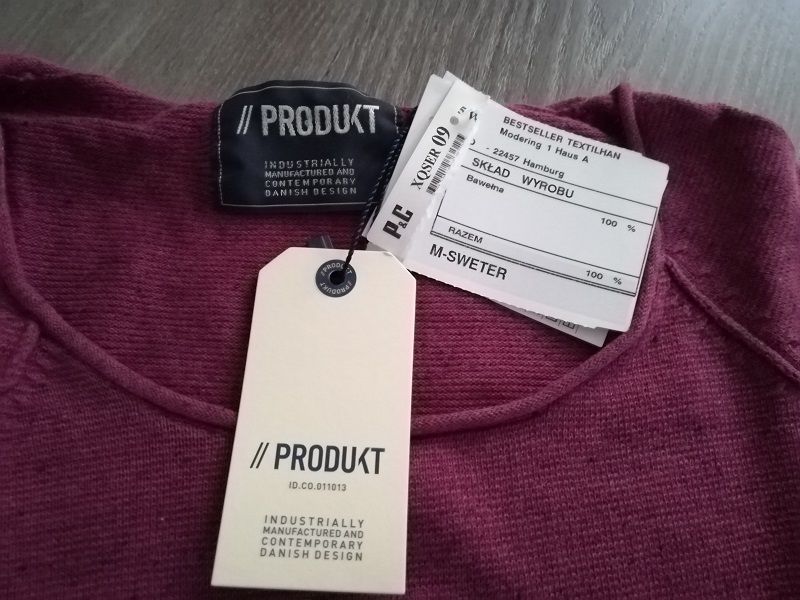 // PRODUKT
INDUSTRIALLY
MANUFACTURED AND
CONTEMPORARY
DANISH DESIGN
P&C
XQSER 09
BESTSELLER TEXTILHAN
Modering 1 Haus A
- 22457 Hamburg
SKŁAD WYROBU
Bawełna
100 %
RAZEM
100 %
M-SWETER
//PRODUKT
//PRODUKT
// PRODUKT
ID.CO.011013
INDUSTRIALLY
MANUFACTURED AND
CONTEMPORARY
DANISH DESIGN